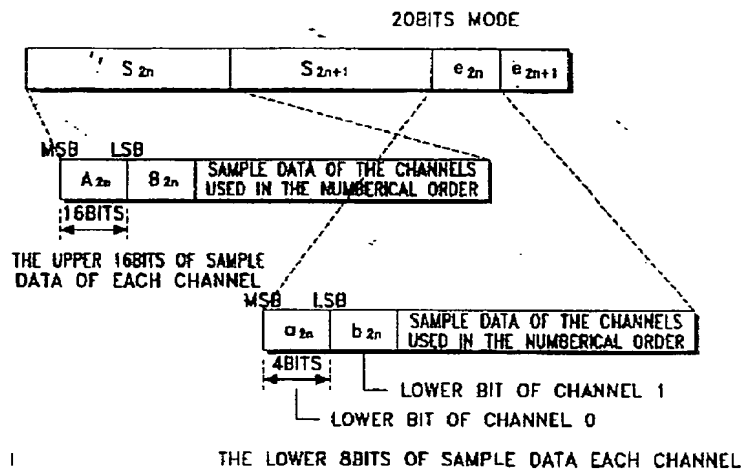 20BITS MODE
S2n S2n+1 e2n e2n+1
MSB LSB
A2n B2n SAMPLE DATA OF THE CHANNELS
USED IN THE NUMBERICAL ORDER
16BITS
THE UPPER 16BITS OF SAMPLE
DATA OF EACH CHANNEL
MSB LSB
a2n b2n SAMPLE DATA OF THE CHANNELS
USED IN THE NUMBERICAL ORDER
4BITS
LOWER BIT OF CHANNEL 1
LOWER BIT OF CHANNEL 0
THE LOWER 8BITS OF SAMPLE DATA EACH CHANNEL